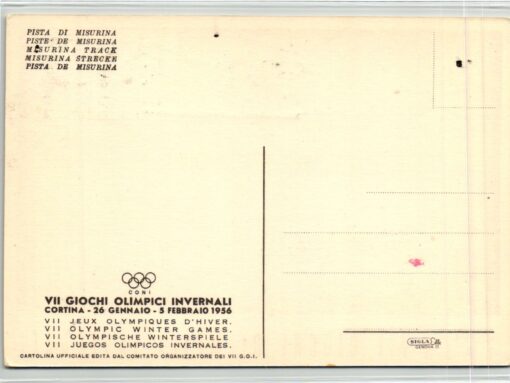 PISTA DI MISURINA
PISTE DE MISURINA
MISURINA TRACK
MISURINA STRECKE
PISTA DE MISURINA
CONI
VII GIOCHI OLIMPICI INVERNALI
CORTINA - 26 GENNAIO - 5 FEBBRAIO 1956
VII JEUX OLYMPIQUES D'HIVER.
VII OLYMPIC WINTER GAMES.
VII OLYMPISCHE WINTERSPIELE
VII JUEGOS OLIMPICOS INVERNALES.
CARTOLINA UFFICIALE EDITA DAL COMITATO ORGANIZZATORE DEI VII G.O.I.
SIGLA
GENOVA